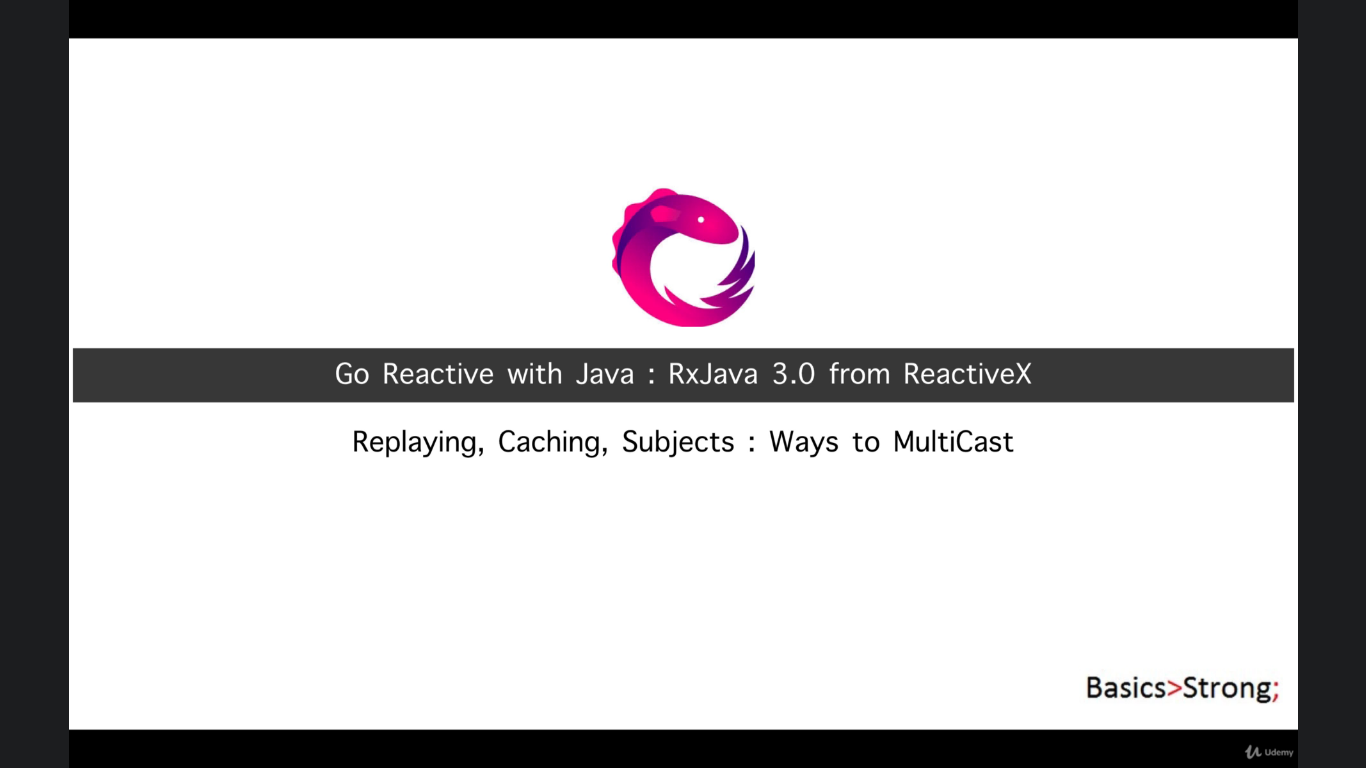 Go Reactive with Java : RxJava 3.0 from ReactiveX
Replaying, Caching, Subjects : Ways to MultiCast
Basics>Strong;
Udemy